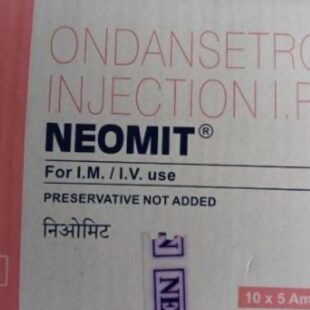 ONDANSETRO
INJECTION I.P
NEOMIT®
For I.M. / I.V. use
PRESERVATIVE NOT ADDED
निओमिट
10 x 5 Am